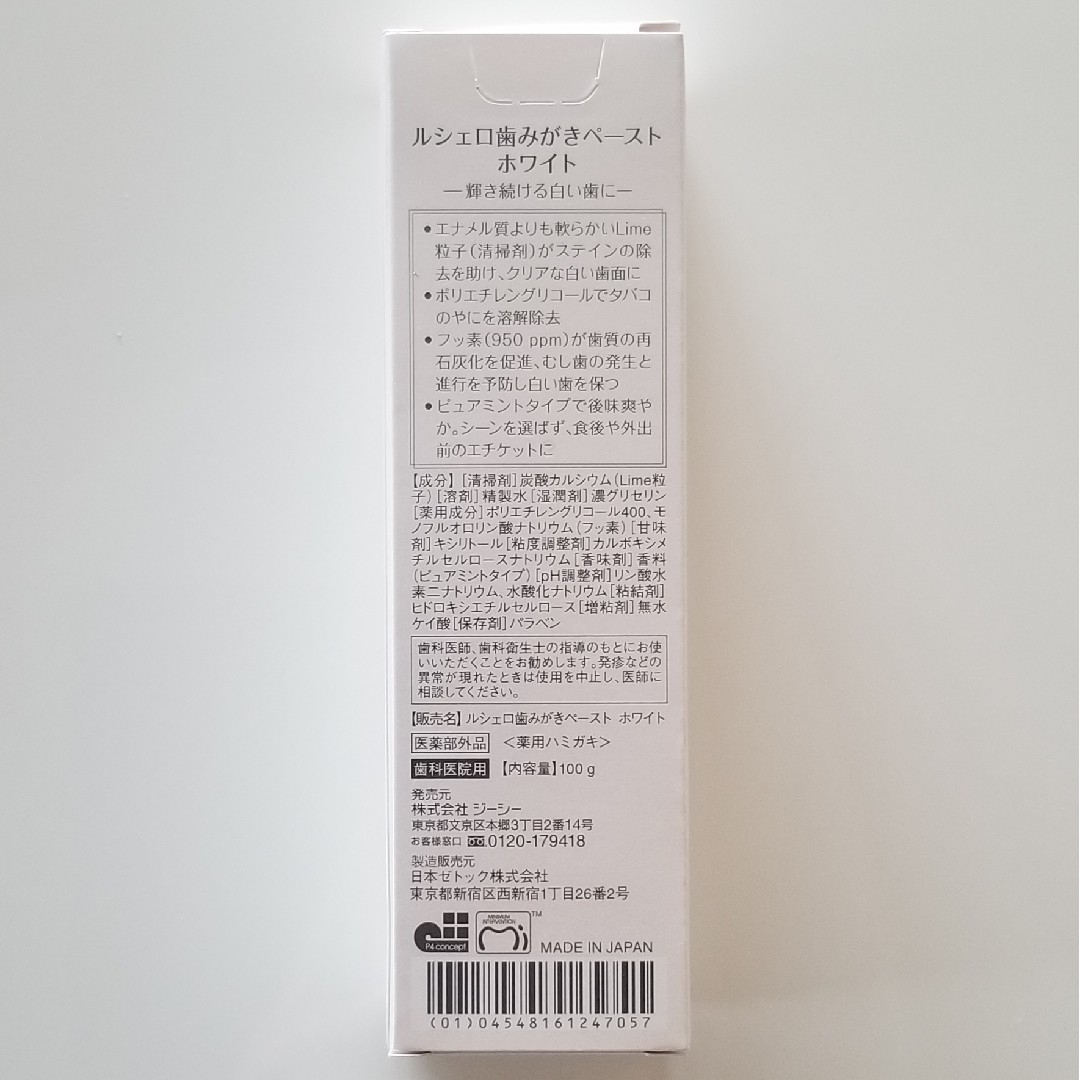 ルシェロ歯みがきペースト
ホワイト
―輝き続ける白い歯に―
●エナメル質よりも軟らかいLime
粒子(清掃剤)がステインの除
去を助け、クリアな白い歯面に
●ポリエチレングリコールでタバコ
のやにを溶解除去
●フッ素(950 ppm)が歯質の再
石灰化を促進、むし歯の発生と
進行を予防し白い歯を保つ
●ピュアミントタイプで後味爽や
か。シーンを選ばず、食後や外出
前のエチケットに
【成分】[清掃剤]炭酸カルシウム(Lime粒
子)[溶剤]精製水[湿潤剤]濃グリセリン
[薬用成分]ポリエチレングリコール400、モ
ノフルオロリン酸ナトリウム(フッ素)[甘味
剤]キシリトール[粘度調整剤]カルボキシメ
チルセルロースナトリウム[香味剤]香料
(ピュアミントタイプ)[pH調整剤]リン酸水
素二ナトリウム、水酸化ナトリウム[粘結剤]
ヒドロキシエチルセルロース[増粘剤]無水
ケイ酸[保存剤]パラベン
歯科医師、歯科衛生士の指導のもとにお使
いいただくことをお勧めします。発疹などの
異常が現れたときは使用を中止し、医師に
相談してください。
【販売名】ルシェロ歯みがきペースト ホワイト
医薬部外品 <薬用ハミガキ>
歯科医院用 【内容量】100 g
発売元
株式会社 ジーシー
東京都文京区本郷3丁目2番14号
お客様窓口 0120-179418
製造販売元
日本ゼトック株式会社
東京都新宿区西新宿1丁目26番2号
P4 concept MINIMUM INTERVENTION Mi ™ MADE IN JAPAN
(01)04548161247057